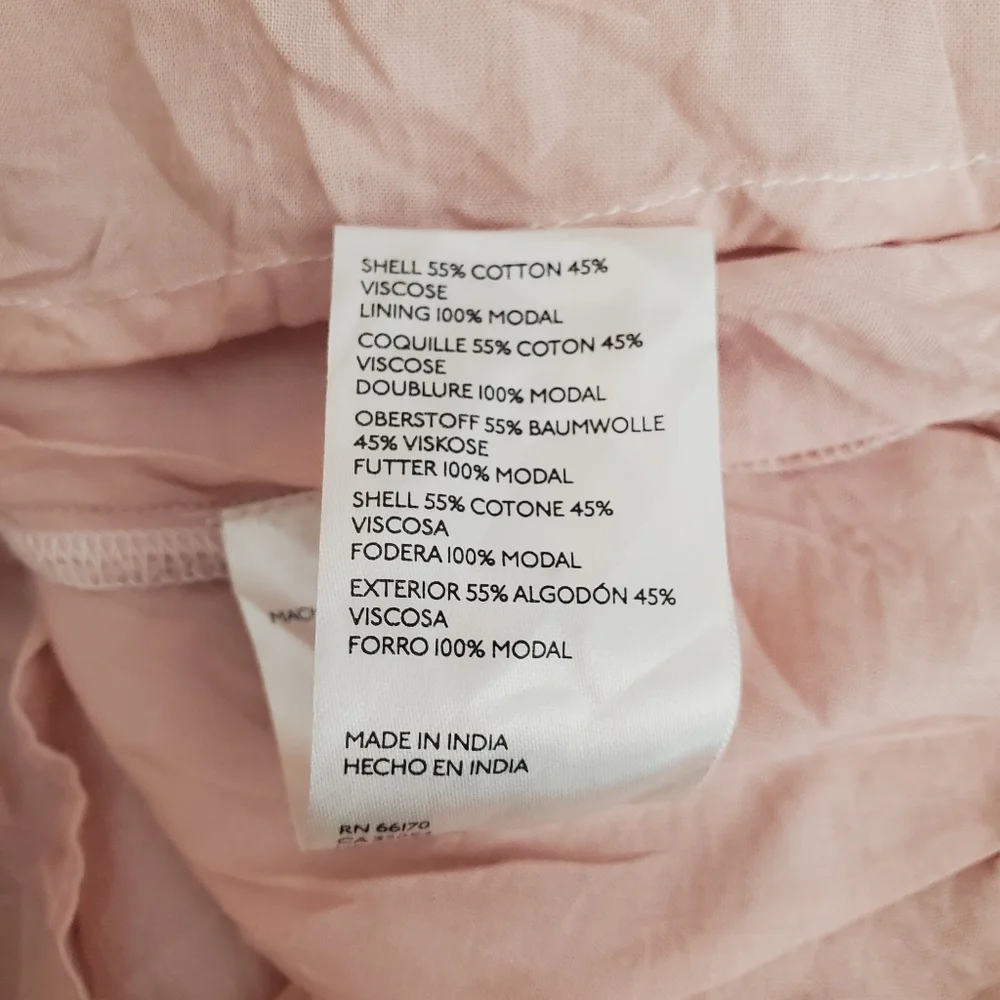 SHELL 55% COTTON 45%
VISCOSE
LINING 100% MODAL
COQUILLE 55% COTON 45%
VISCOSE
DOUBLURE 100% MODAL
OBERSTOFF 55% BAUMWOLLE
45% VISKOSE
FUTTER 100% MODAL
SHELL 55% COTONE 45%
VISCOSA
FODERA 100% MODAL
EXTERIOR 55% ALGODÓN 45%
VISCOSA
FORRO 100% MODAL
MADE IN INDIA
HECHO EN INDIA
RN 66170
CA